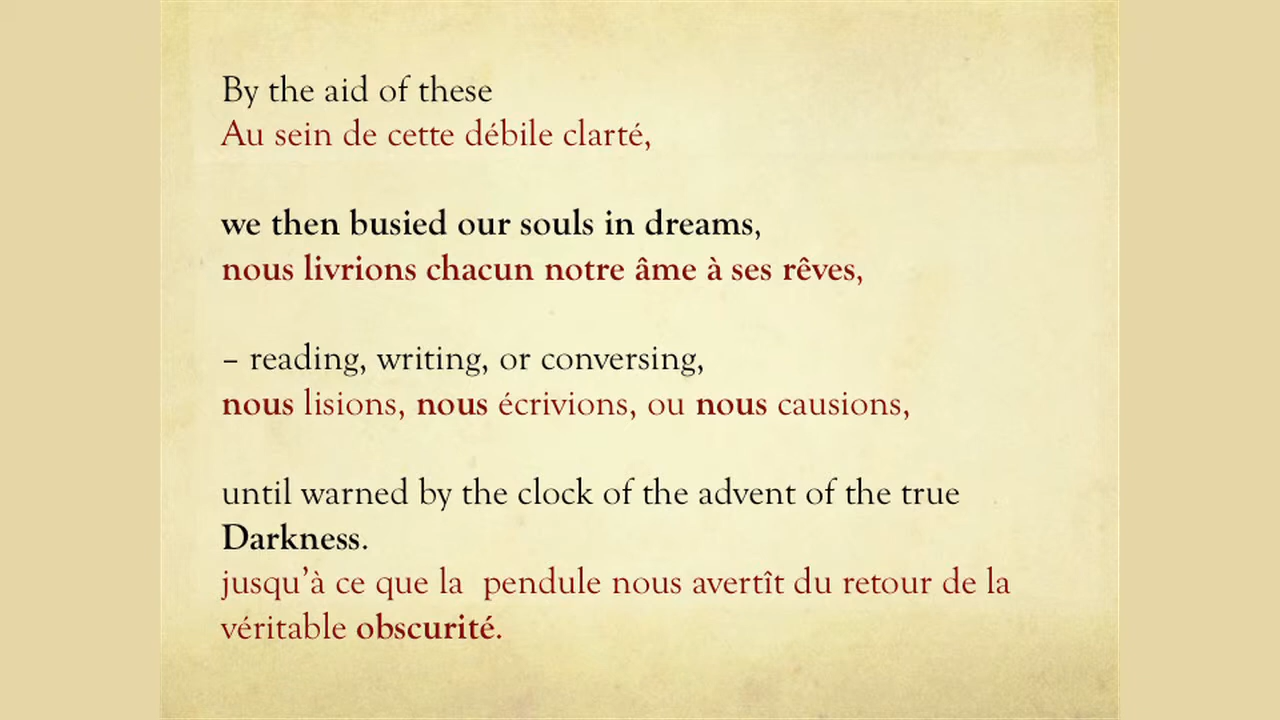 By the aid of these
Au sein de cette débile clarté,
we then busied our souls in dreams,
nous livrions chacun notre âme à ses rêves,
– reading, writing, or conversing,
nous lisions, nous écrivions, ou nous causions,
until warned by the clock of the advent of the true
Darkness.
jusqu’à ce que la  pendule nous avertît du retour de la
véritable obscurité.